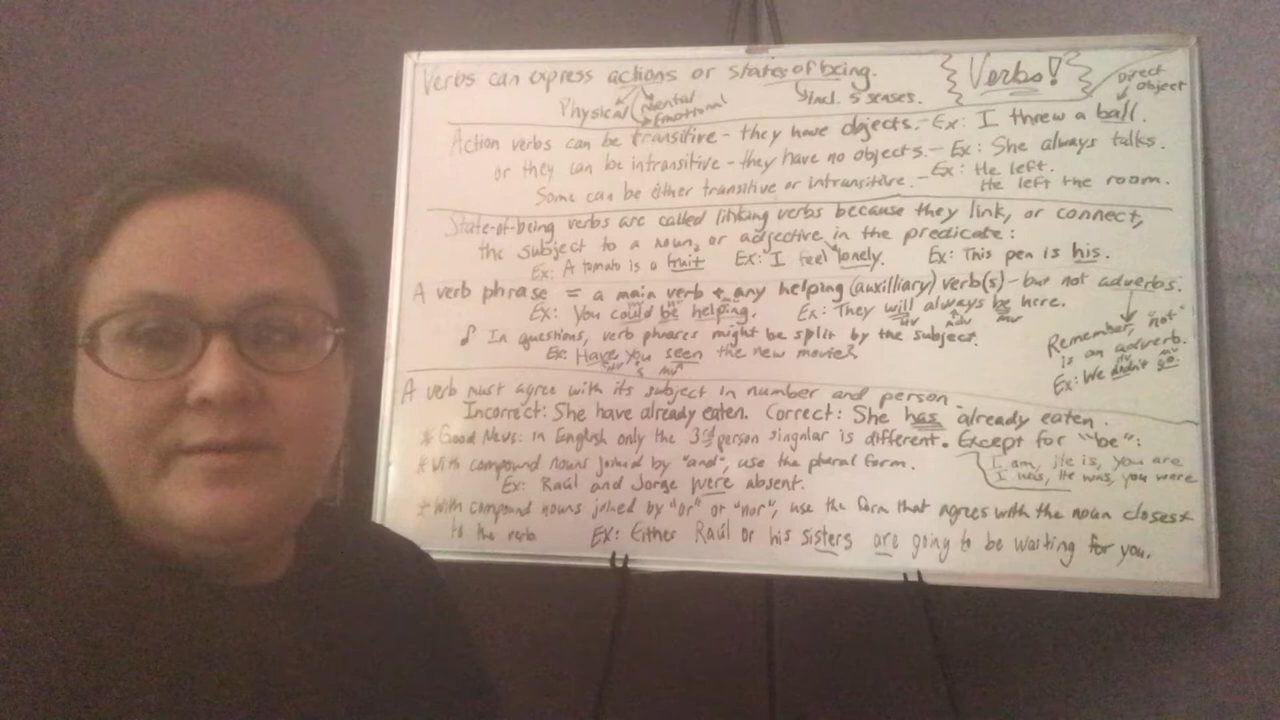 Verbs can express actions or states of being.
Verbs!
Direct object
Physical Mental Emotional
Incl. 5 senses.
Action verbs can be transitive - they have objects. - Ex: I threw a ball.
or they can be intransitive - they have no objects. - Ex: She always talks.
Some can be either transitive or intransitive. - Ex: He left.
He left the room.
State-of-being verbs are called linking verbs because they link, or connect,
the subject to a noun, or adjective in the predicate:
Ex: A tomato is a fruit Ex: I feel lonely. Ex: This pen is his.
A verb phrase = a main verb + any helping (auxilliary) verb(s) - but not adverbs.
Ex: You could be helping. Ex: They will always be here.
hv adv mv
In questions, verb phrases might be split by the subject.
Ex: Have you seen the new movie?
hv s mv
Remember, "not"
is an adverb.
hv mv
Ex: We didn't go.
A verb must agree with its subject in number and person
Incorrect: She have already eaten. Correct: She has already eaten.
* Good News: in English only the 3rd person singular is different. Except for "be":
I am, He is, you are
I was, He was, you were
* With compound nouns joined by "and", use the plural form.
Ex: Raúl and Jorge were absent.
* With compound nouns joined by "or" or "nor", use the form that agrees with the noun closest
to the verb. Ex: Either Raúl or his sisters are going to be waiting for you.